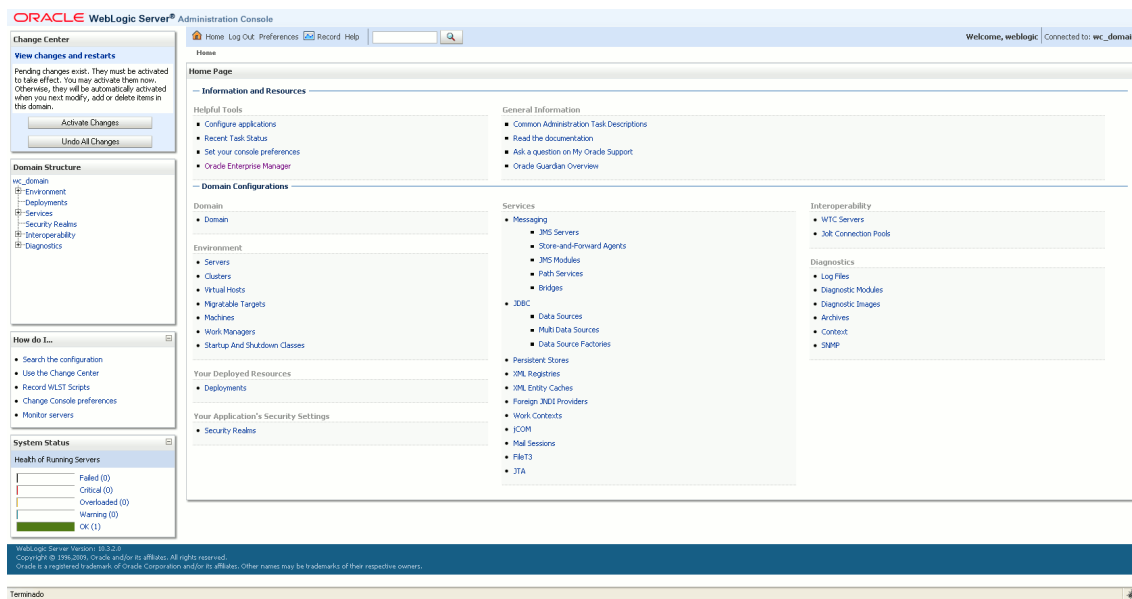 ORACLE WebLogic Server® Administration Console
Change Center
View changes and restarts
Pending changes exist. They must be activated
to take effect. You may activate them now.
Otherwise, they will be automatically activated
when you next modify, add or delete items in
this domain.
Activate Changes
Undo All Changes
Domain Structure
wc_domain
Environment
Deployments
Services
Security Realms
Interoperability
Diagnostics
How do I...
Search the configuration
Use the Change Center
Record WLST Scripts
Change Console preferences
Monitor servers
System Status
Health of Running Servers
Failed (0)
Critical (0)
Overloaded (0)
Warning (0)
OK (1)
Home Log Out Preferences Record Help
Welcome, weblogic Connected to: wc_domai
Home
Home Page
Information and Resources
Helpful Tools
Configure applications
Recent Task Status
Set your console preferences
Oracle Enterprise Manager
General Information
Common Administration Task Descriptions
Read the documentation
Ask a question on My Oracle Support
Oracle Guardian Overview
Domain Configurations
Domain
Domain
Environment
Servers
Clusters
Virtual Hosts
Migratable Targets
Machines
Work Managers
Startup And Shutdown Classes
Your Deployed Resources
Deployments
Your Application's Security Settings
Security Realms
Services
Messaging
JMS Servers
Store-and-Forward Agents
JMS Modules
Path Services
Bridges
JDBC
Data Sources
Multi Data Sources
Data Source Factories
Persistent Stores
XML Registries
XML Entity Caches
Foreign JNDI Providers
Work Contexts
jCOM
Mail Sessions
FileT3
JTA
Interoperability
WTC Servers
Jolt Connection Pools
Diagnostics
Log Files
Diagnostic Modules
Diagnostic Images
Archives
Context
SNMP
WebLogic Server Version: 10.3.2.0
Copyright © 1996,2009, Oracle and/or its affiliates. All rights reserved.
Oracle is a registered trademark of Oracle Corporation and/or its affiliates. Other names may be trademarks of their respective owners.
Terminado